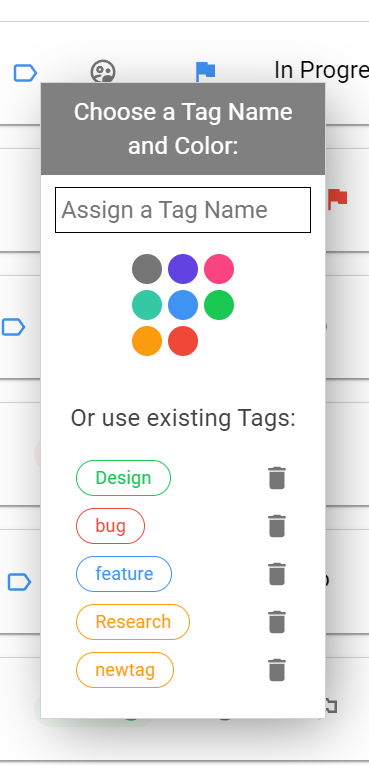 In Progre
Choose a Tag Name
and Color:
Assign a Tag Name
Or use existing Tags:
Design
bug
feature
Research
newtag